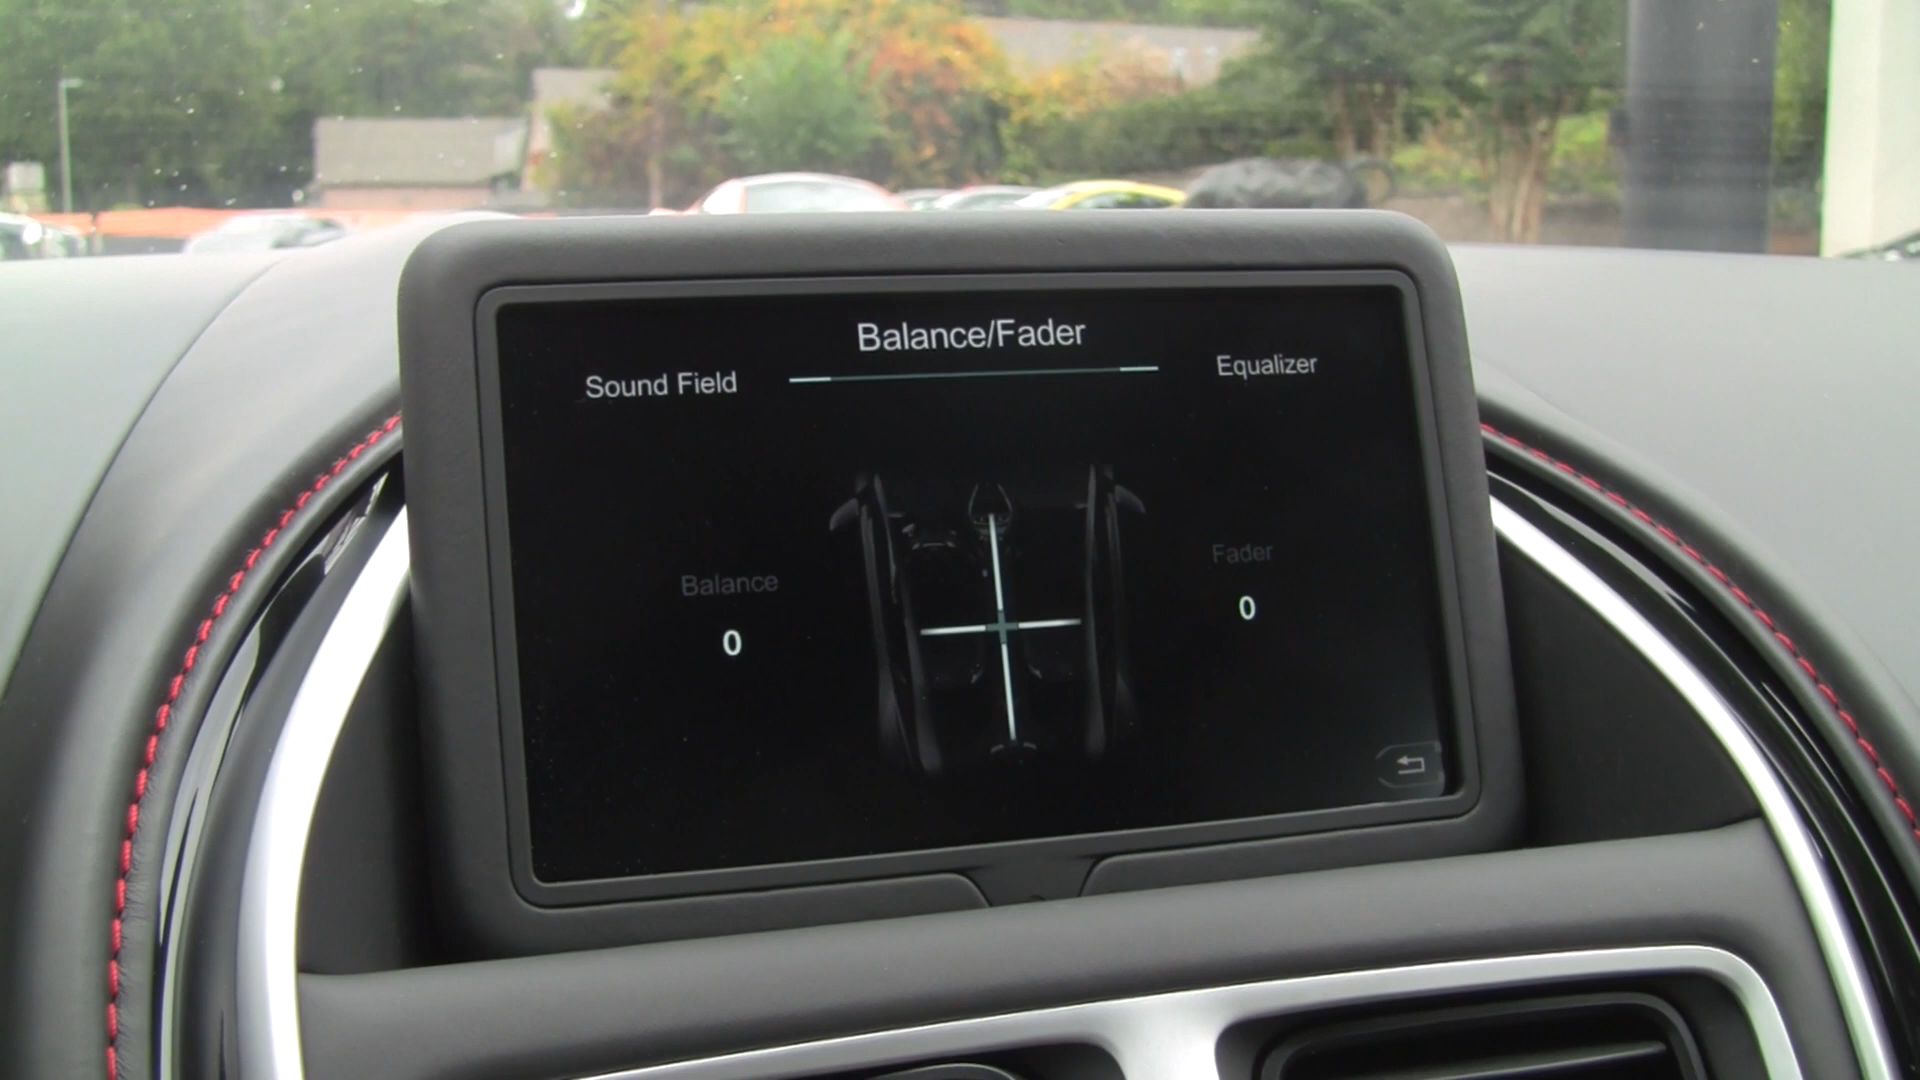 Balance/Fader
Sound Field
Equalizer
Balance
0
Fader
0